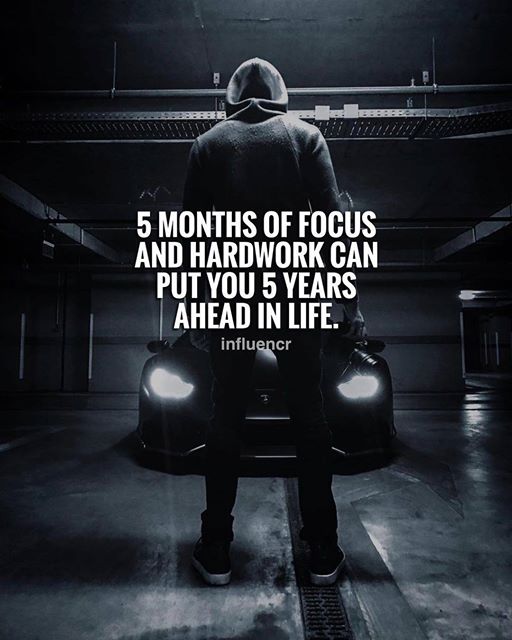 5 MONTHS OF FOCUS
AND HARDWORK CAN
PUT YOU 5 YEARS
AHEAD IN LIFE.
influencr